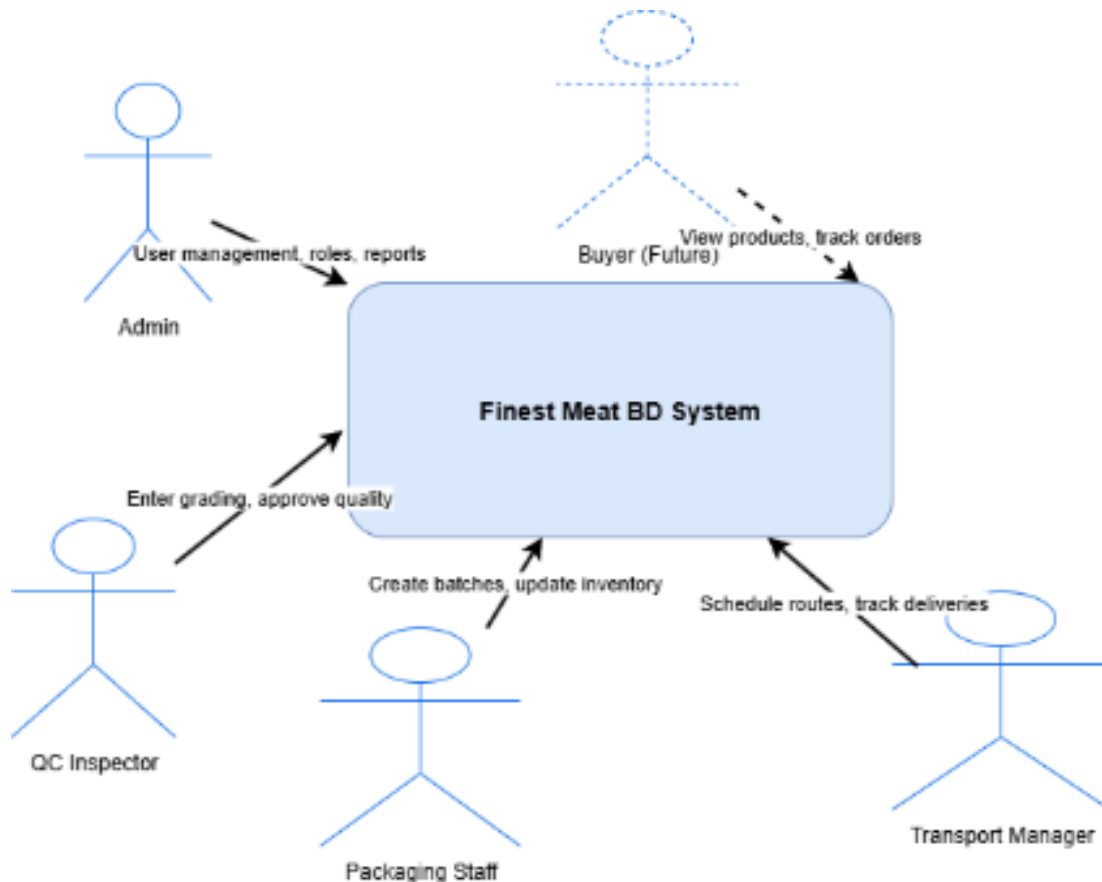 View products, track orders
User management, roles, reports
Buyer (Future)
Admin
Finest Meat BD System
Enter grading, approve quality
Create batches, update inventory
Schedule routes, track deliveries
QC Inspector
Transport Manager
Packaging Staff